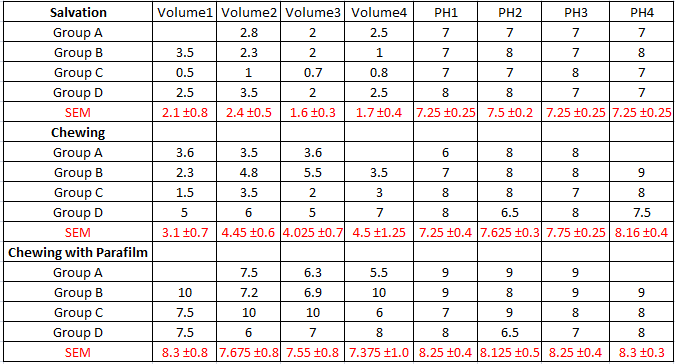 Salvation Volume1 Volume2 Volume3 Volume4 PH1 PH2 PH3 PH4
Group A 2.8 2 2.5 7 7 7 7
Group B 3.5 2.3 2 1 7 8 7 8
Group C 0.5 1 0.7 0.8 7 7 8 7
Group D 2.5 3.5 2 2.5 8 8 7 7
SEM 2.1 ±0.8 2.4 ±0.5 1.6 ±0.3 1.7 ±0.4 7.25 ±0.25 7.5 ±0.2 7.25 ±0.25 7.25 ±0.25
Chewing
Group A 3.6 3.5 3.6 6 8 8
Group B 2.3 4.8 5.5 3.5 7 8 8 9
Group C 1.5 3.5 2 3 8 8 7 8
Group D 5 6 5 7 8 6.5 8 7.5
SEM 3.1 ±0.7 4.45 ±0.6 4.025 ±0.7 4.5 ±1.25 7.25 ±0.4 7.625 ±0.3 7.75 ±0.25 8.16 ±0.4
Chewing with Parafilm
Group A 7.5 6.3 5.5 9 9 9
Group B 10 7.2 6.9 10 9 8 9 9
Group C 7.5 10 10 6 7 9 8 8
Group D 7.5 6 7 8 8 6.5 7 8
SEM 8.3 ±0.8 7.675 ±0.8 7.55 ±0.8 7.375 ±1.0 8.25 ±0.4 8.125 ±0.5 8.25 ±0.4 8.3 ±0.3